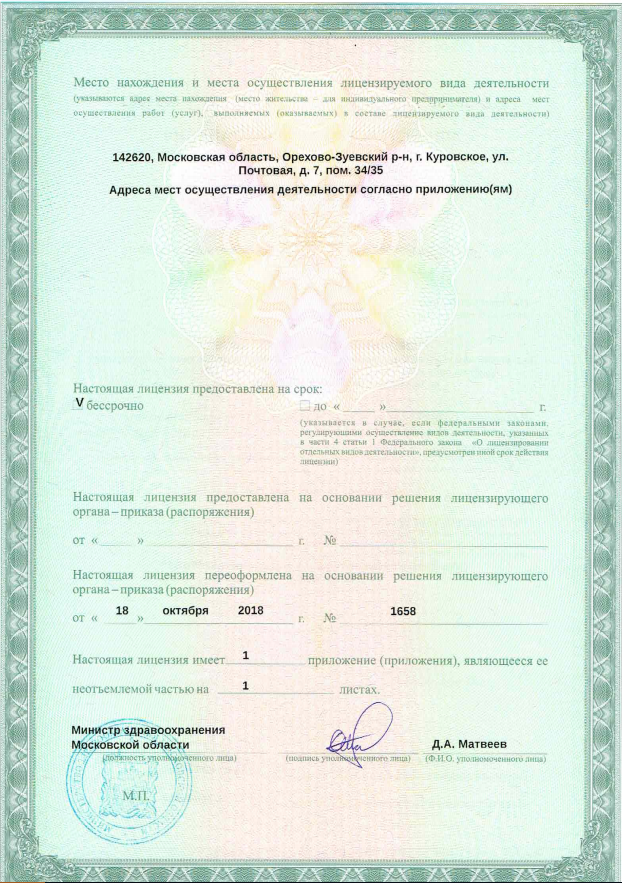 Место нахождения и места осуществления лицензируемого вида деятельности
(указываются адрес места нахождения (место жительства – для индивидуального предпринимателя) и адреса мест
осуществления работ (услуг), выполняемых (оказываемых) в составе лицензируемого вида деятельности)
142620, Московская область, Орехово-Зуевский р-н, г. Куровское, ул.
Почтовая, д. 7, пом. 34/35
Адреса мест осуществления деятельности согласно приложению(ям)
Настоящая лицензия предоставлена на срок:
V бессрочно □ до « _____ »______________________ г.
(указывается в случае, если федеральными законами,
регулирующими осуществление видов деятельности, указанных
в части 4 статьи 1 Федерального закона «О лицензировании
отдельных видов деятельности», предусмотрен иной срок действия
лицензии)
Настоящая лицензия предоставлена на основании решения лицензирующего
органа – приказа (распоряжения)
от « _____ » ______________________ г. № ______________________
Настоящая лицензия переоформлена на основании решения лицензирующего
органа – приказа (распоряжения)
от « 18 » октября 2018 г. № 1658
Настоящая лицензия имеет 1 приложение (приложения), являющееся ее
неотъемлемой частью на 1 листах.
Министр здравоохранения
Московской области Д.А. Матвеев
(должность уполномоченного лица) (подпись уполномоченного лица) (Ф.И.О. уполномоченного лица)
М.П.